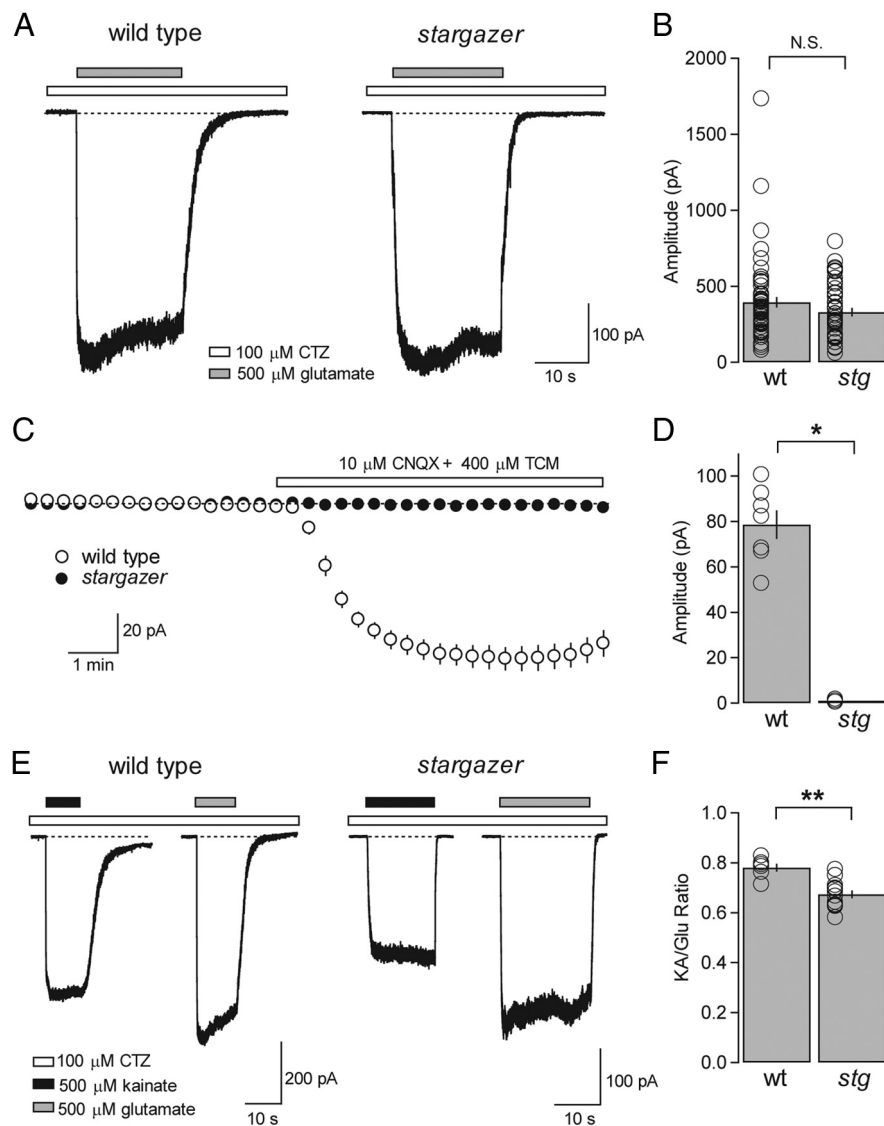 A
wild type
stargazer
100 μM CTZ
500 μM glutamate
100 pA
10 s
B
N.S.
Amplitude (pA)
2000
1500
1000
500
0
wt
stg
C
10 μM CNQX + 400 μM TCM
wild type
stargazer
20 pA
1 min
D
*
Amplitude (pA)
100
80
60
40
20
0
wt
stg
E
wild type
stargazer
100 μM CTZ
500 μM kainate
500 μM glutamate
200 pA
10 s
100 pA
10 s
F
**
KA/Glu Ratio
1.0
0.8
0.6
0.4
0.2
0.0
wt
stg